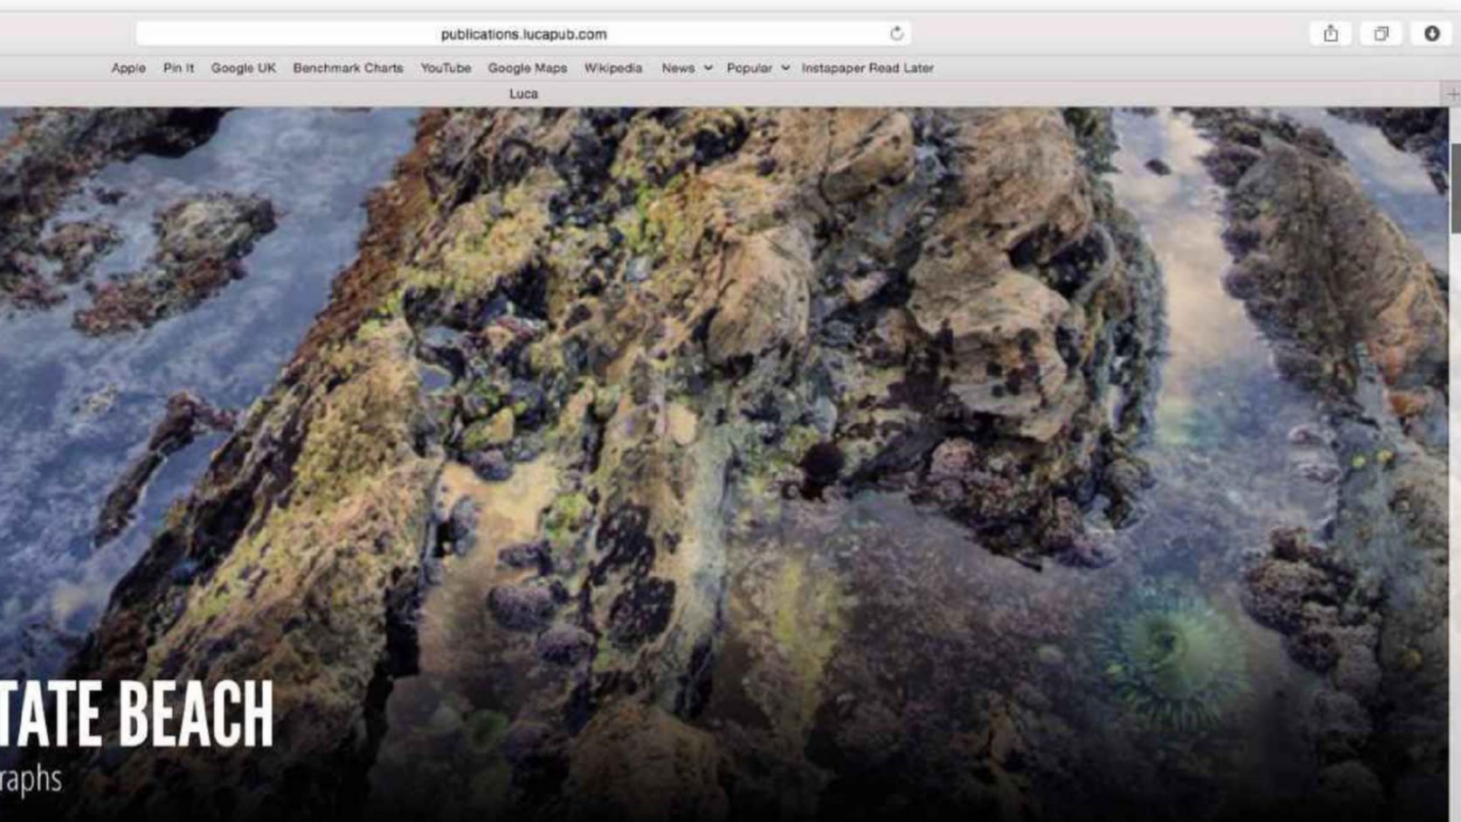 publications.lucapub.com
Apple Pin It Google UK Benchmark Charts YouTube Google Maps Wikipedia News Popular Instapaper Read Later
Luca
TATE BEACH
raphs